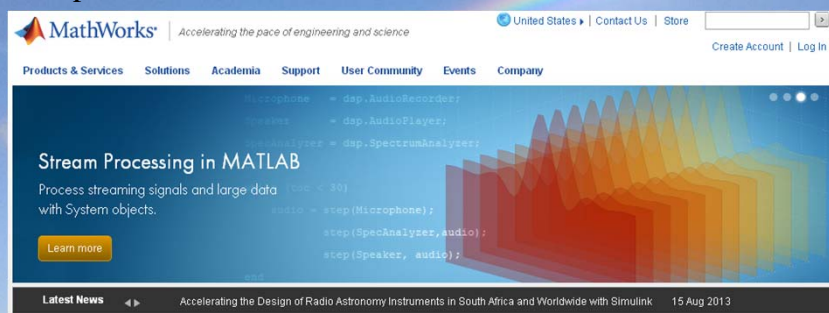 United States | Contact Us | Store
MathWorks® | Accelerating the pace of engineering and science
Create Account | Log In
Products & Services Solutions Academia Support User Community Events Company
Microphone = dsp.AudioRecorder;
Speaker = dsp.AudioPlayer;
SpecAnalyzer = dsp.SpectrumAnalyzer;
Stream Processing in MATLAB
Process streaming signals and large data
with System objects.
< 30)
audio = step(Microphone);
step(SpecAnalyzer,audio);
step(Speaker, audio);
end
Learn more
Latest News Accelerating the Design of Radio Astronomy Instruments in South Africa and Worldwide with Simulink 15 Aug 2013